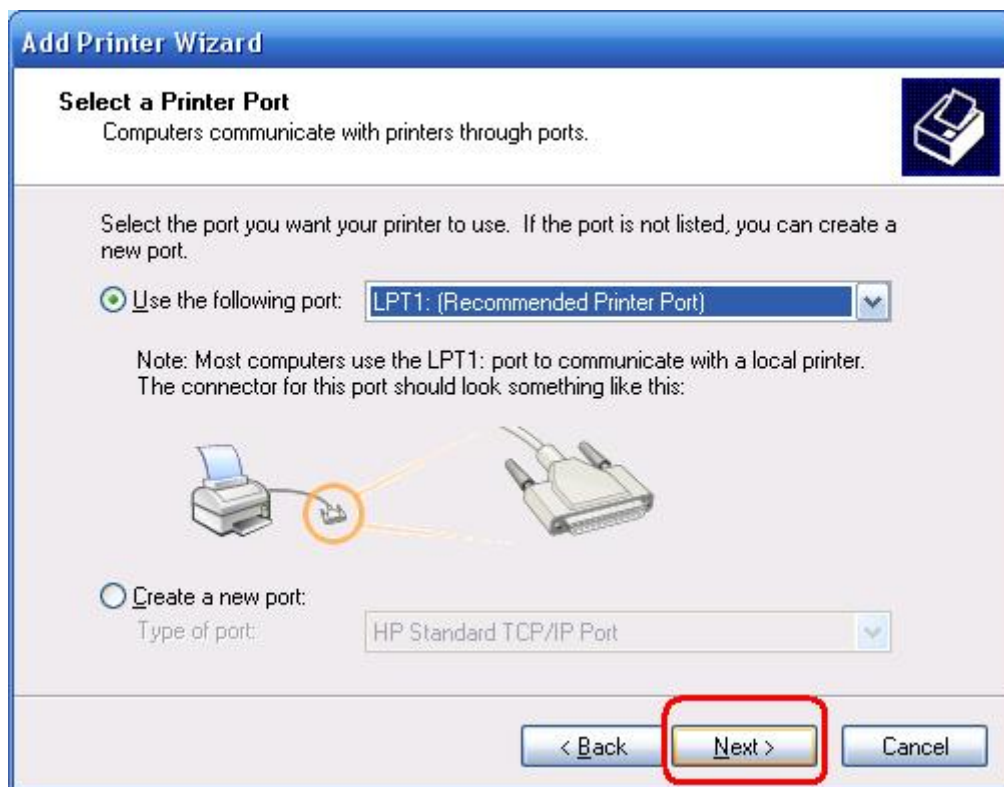 Add Printer Wizard
Select a Printer Port
Computers communicate with printers through ports.
Select the port you want your printer to use.  If the port is not listed, you can create a
new port.
Use the following port:
LPT1: (Recommended Printer Port)
Note: Most computers use the LPT1: port to communicate with a local printer.
The connector for this port should look something like this:
Create a new port:
Type of port:
HP Standard TCP/IP Port
< Back
Next >
Cancel